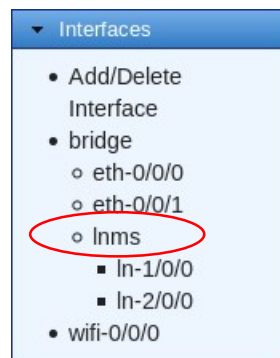 Interfaces
Add/Delete
Interface
bridge
eth-0/0/0
eth-0/0/1
lnms
ln-1/0/0
ln-2/0/0
wifi-0/0/0